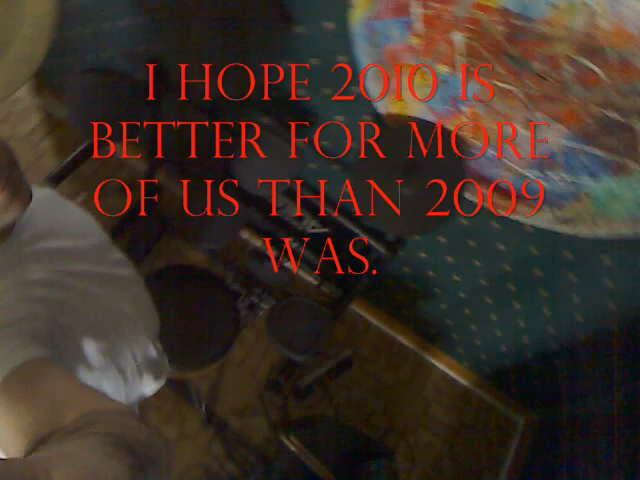 I HOPE 2010 IS
BETTER FOR MORE
OF US THAN 2009
WAS.